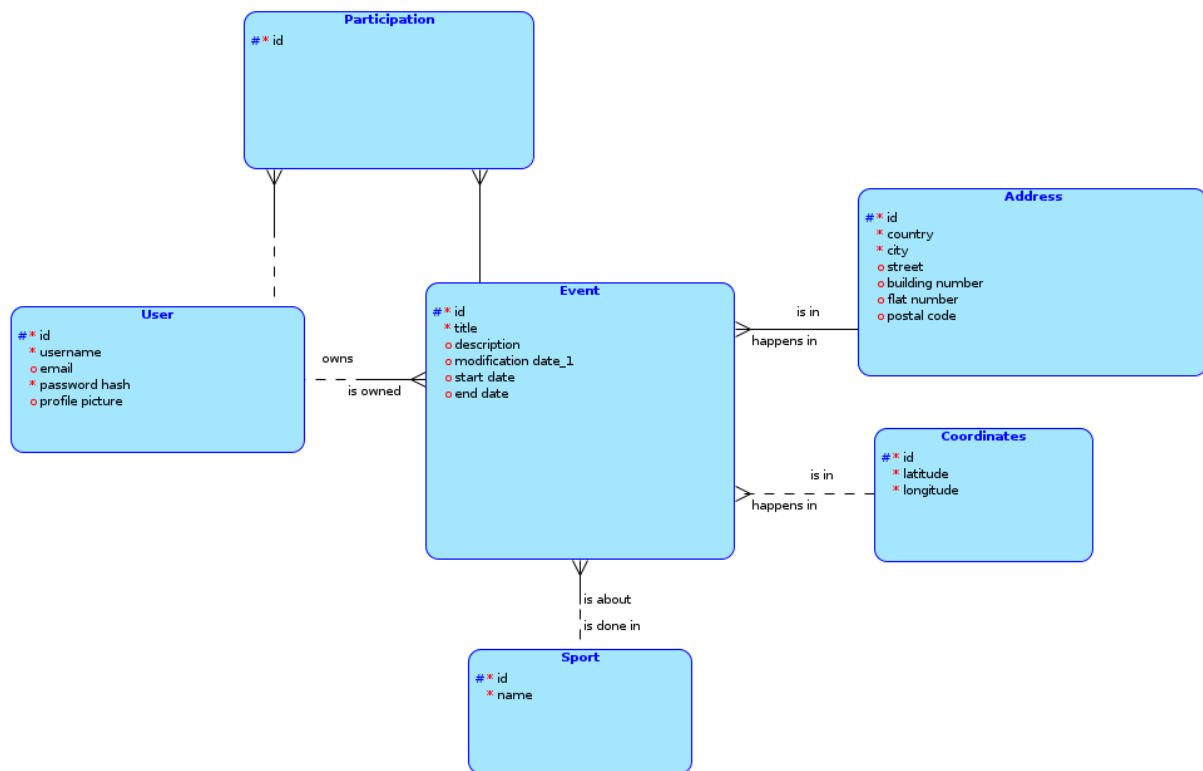 Participation
#* id
Address
#* id
* country
* city
o street
o building number
o flat number
o postal code
Event
#* id
* title
o description
o modification date_1
o start date
o end date
User
#* id
* username
o email
* password hash
o profile picture
owns
is owned
is in
happens in
Coordinates
#* id
* latitude
* longitude
is in
happens in
is about
is done in
Sport
#* id
* name